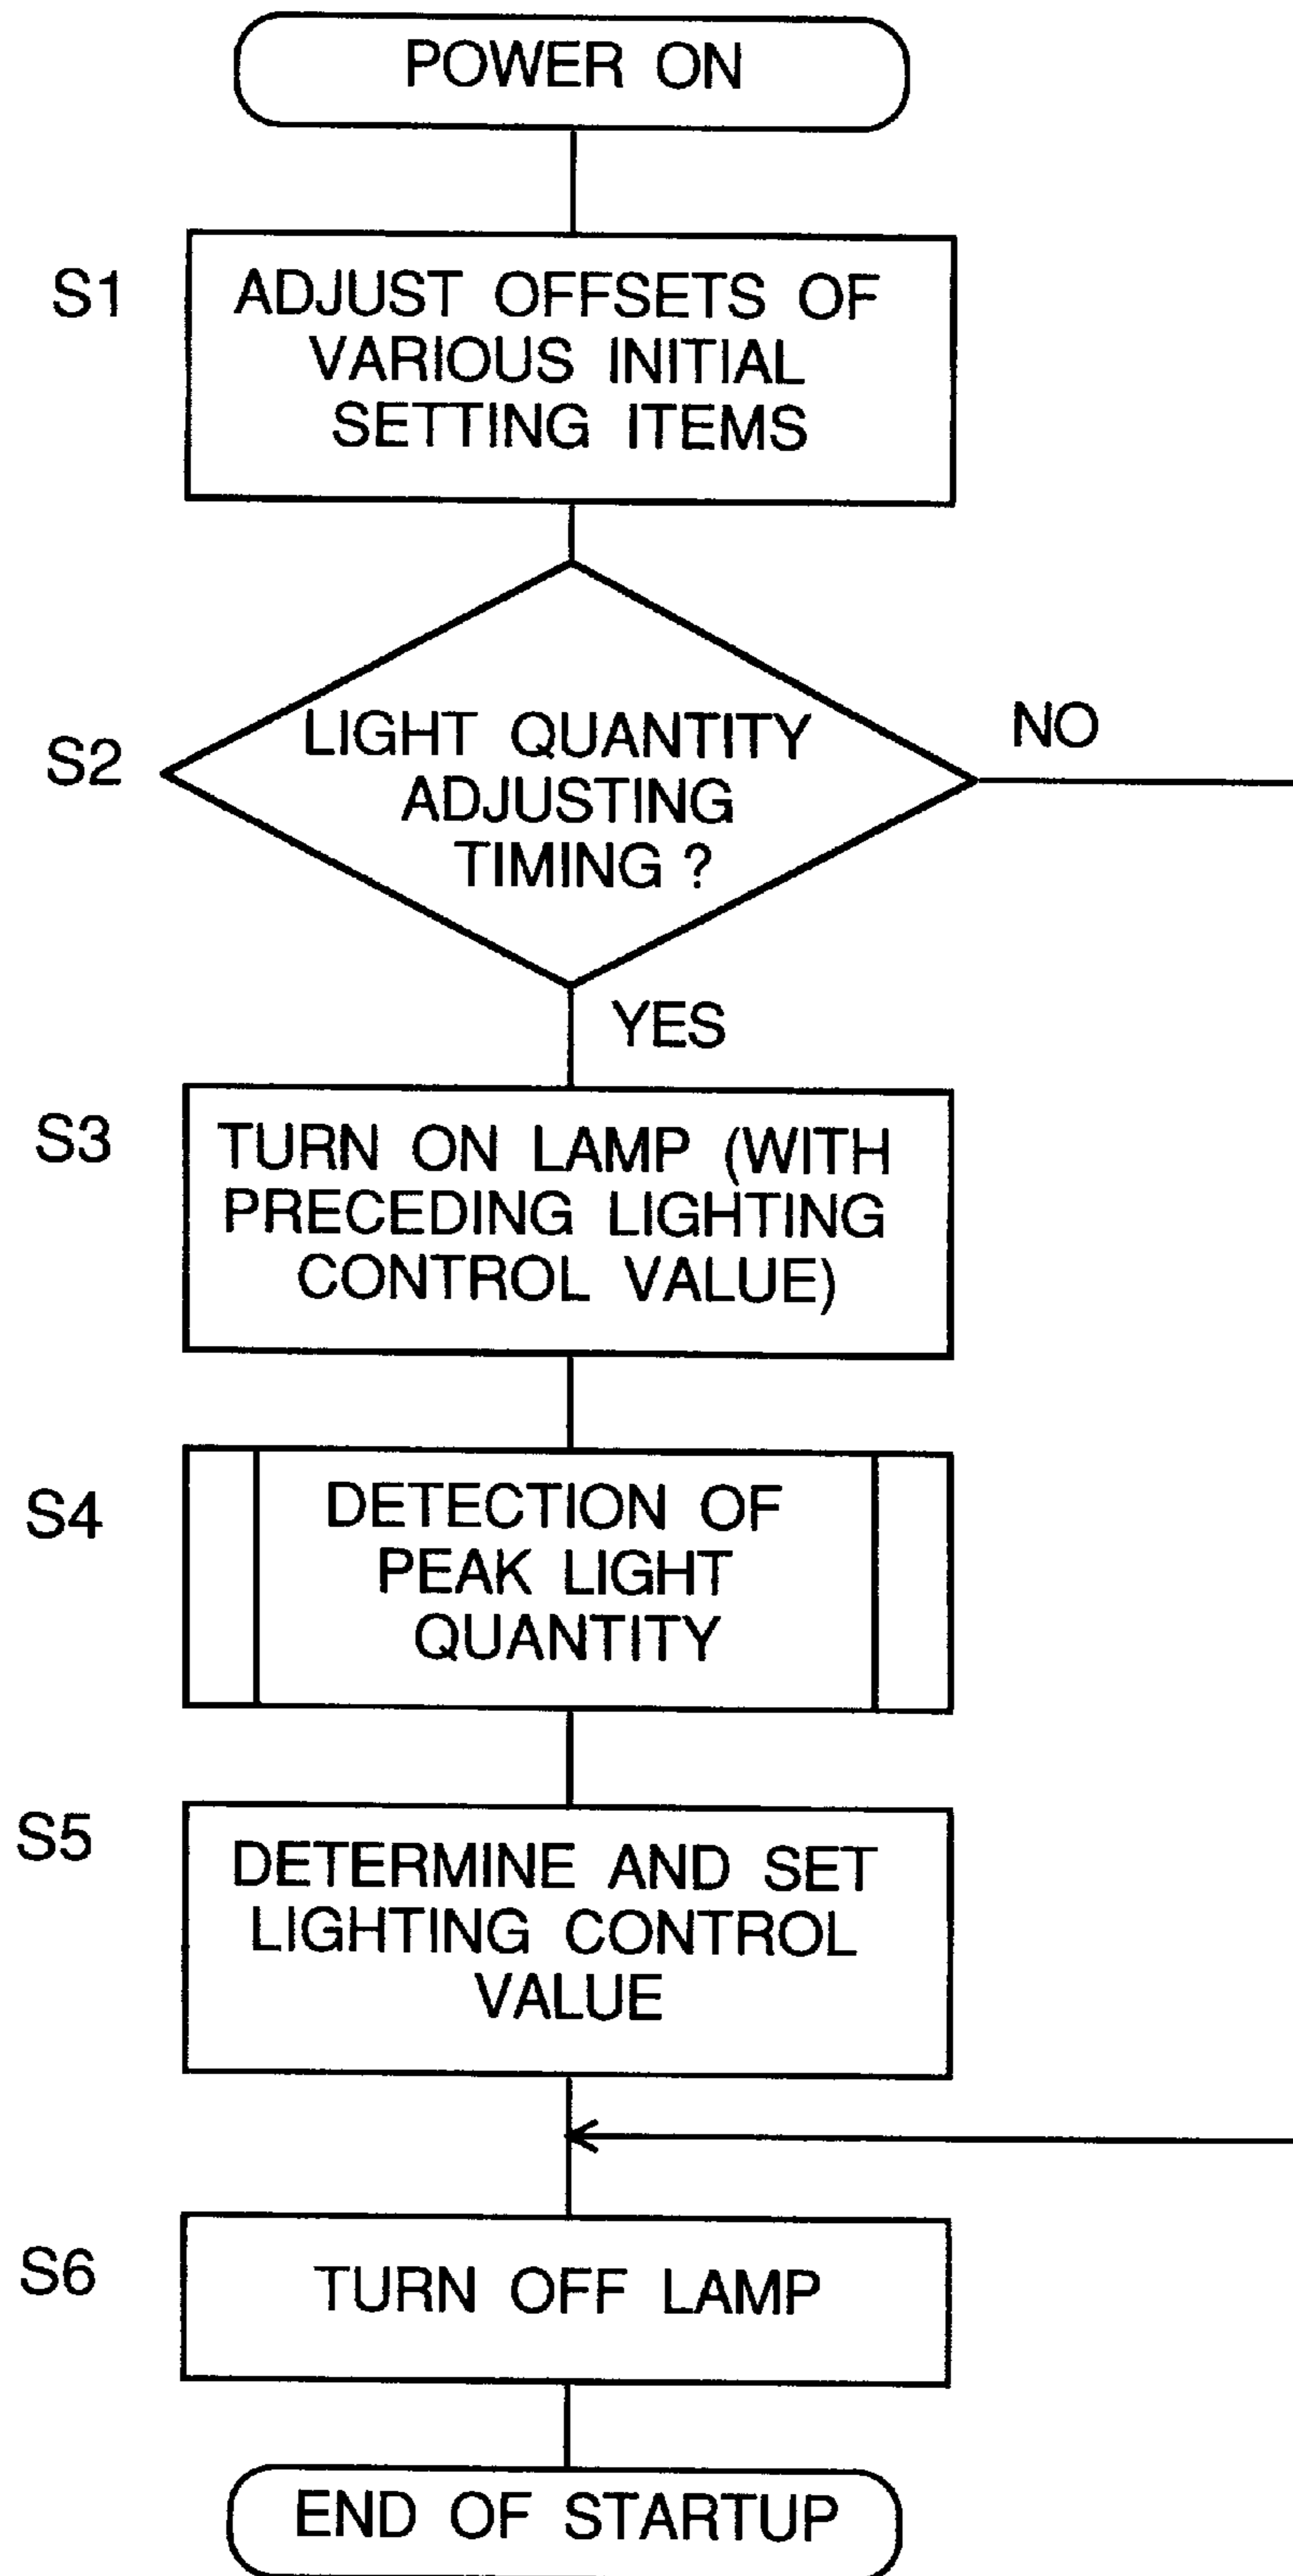 POWER ON
S1
ADJUST OFFSETS OF
VARIOUS INITIAL
SETTING ITEMS
S2
LIGHT QUANTITY
ADJUSTING
TIMING ?
NO
YES
S3
TURN ON LAMP (WITH
PRECEDING LIGHTING
CONTROL VALUE)
S4
DETECTION OF
PEAK LIGHT
QUANTITY
S5
DETERMINE AND SET
LIGHTING CONTROL
VALUE
S6
TURN OFF LAMP
END OF STARTUP